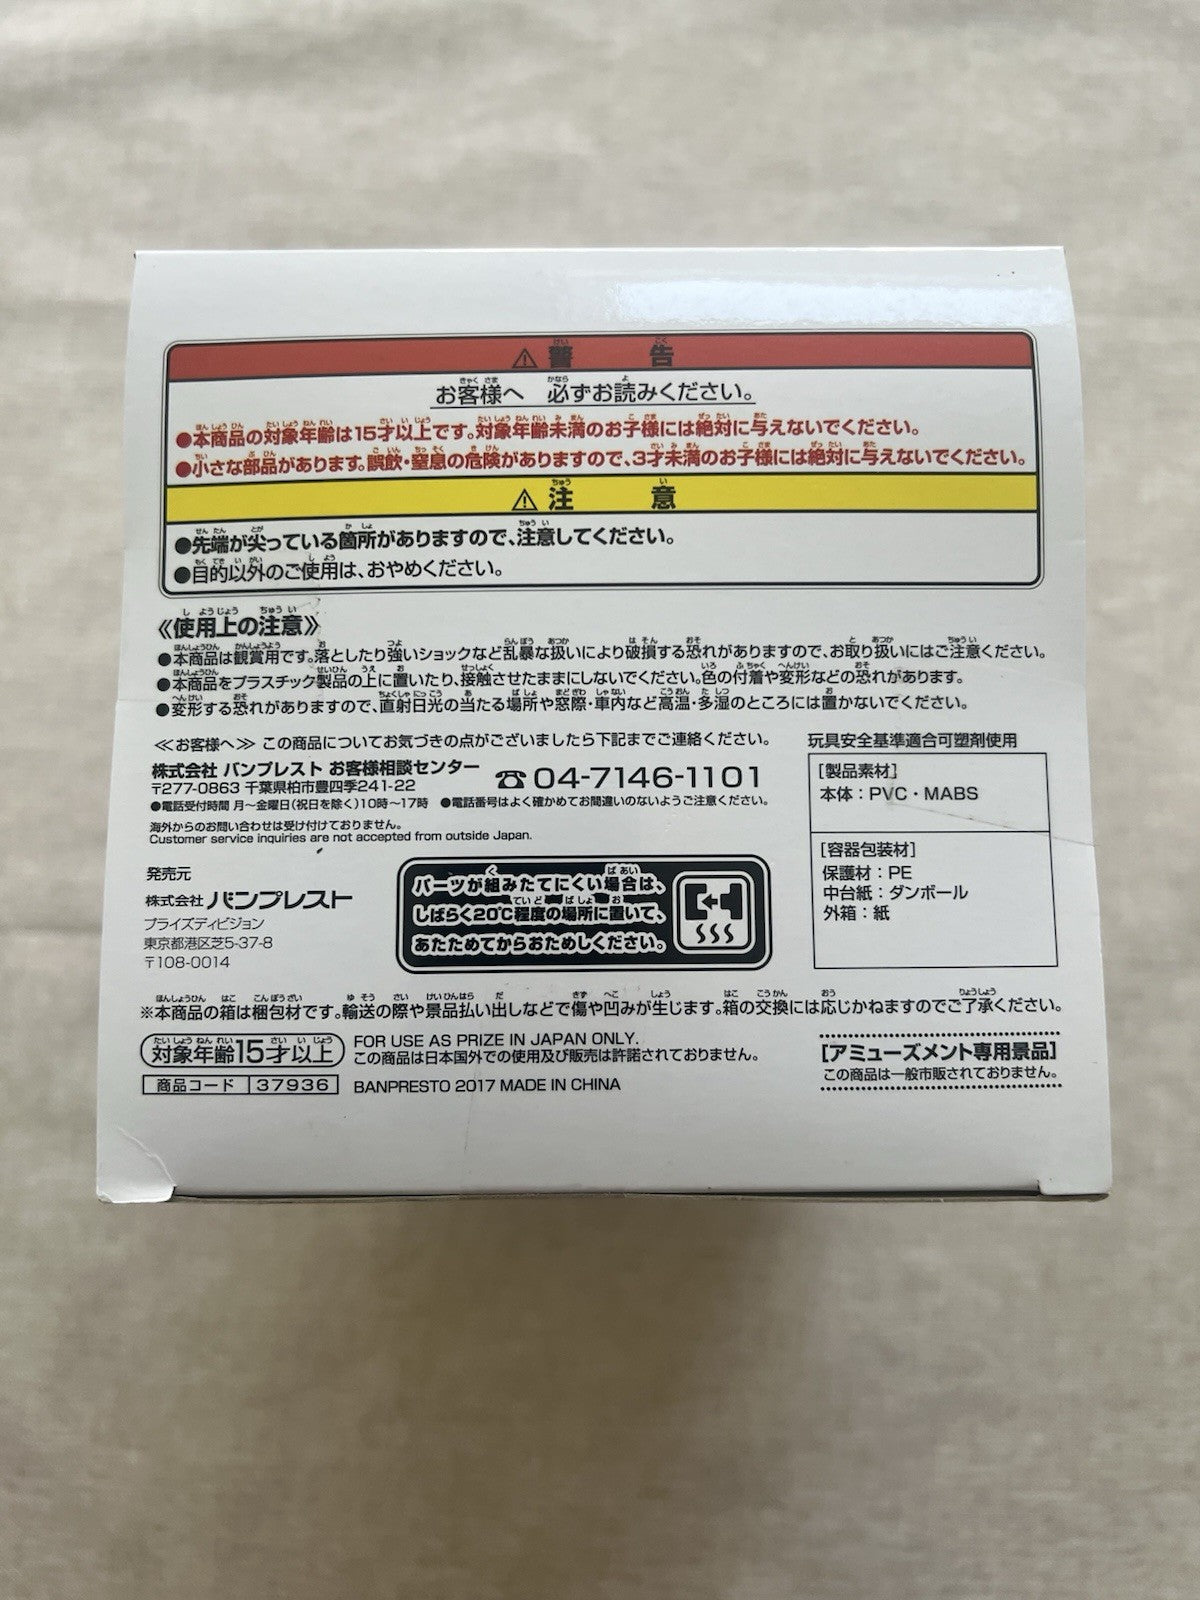 ⚠警告
お客様へ 必ずお読みください。
●本商品の対象年齢は15才以上です。対象年齢未満のお子様には絶対に与えないでください。
●小さな部品があります。誤飲・窒息の危険がありますので、3才未満のお子様には絶対に与えないでください。
⚠注意
●先端が尖っている箇所がありますので、注意してください。
●目的以外のご使用は、おやめください。
《使用上の注意》
●本商品は観賞用です。落としたり強いショックなど乱暴な扱いにより破損する恐れがありますので、お取り扱いにはご注意ください。
●本商品をプラスチック製品の上に置いたり、接触させたままにしないでください。色の付着や変形などの恐れがあります。
●変形する恐れがありますので、直射日光の当たる場所や窓際・車内など高温・多湿のところには置かないでください。
≪お客様へ≫ この商品についてお気づきの点がございましたら下記までご連絡ください。
株式会社 バンプレスト お客様相談センター ☎04-7146-1101
〒277-0863 千葉県柏市豊四季241-22
●電話受付時間 月～金曜日(祝日を除く)10時～17時 ●電話番号はよく確かめてお間違いのないようご注意ください。
海外からのお問い合わせは受け付けておりません。
Customer service inquiries are not accepted from outside Japan.
玩具安全基準適合可塑剤使用
[製品素材]
本体：PVC・MABS
[容器包装材]
保護材：PE
中台紙：ダンボール
外箱：紙
発売元
株式会社 バンプレスト
プライズディビジョン
東京都港区芝5-37-8
〒108-0014
パーツが組みたてにくい場合は、
しばらく20℃程度の場所に置いて、
あたためてからおためしください。
※本商品の箱は梱包材です。輸送の際や景品払い出しなどで傷や凹みが生じます。箱の交換には応じかねますのでご了承ください。
対象年齢15才以上
FOR USE AS PRIZE IN JAPAN ONLY.
この商品は日本国外での使用及び販売は許諾されておりません。
商品コード 37936
BANPRESTO 2017 MADE IN CHINA
[アミューズメント専用景品]
この商品は一般市販されておりません。